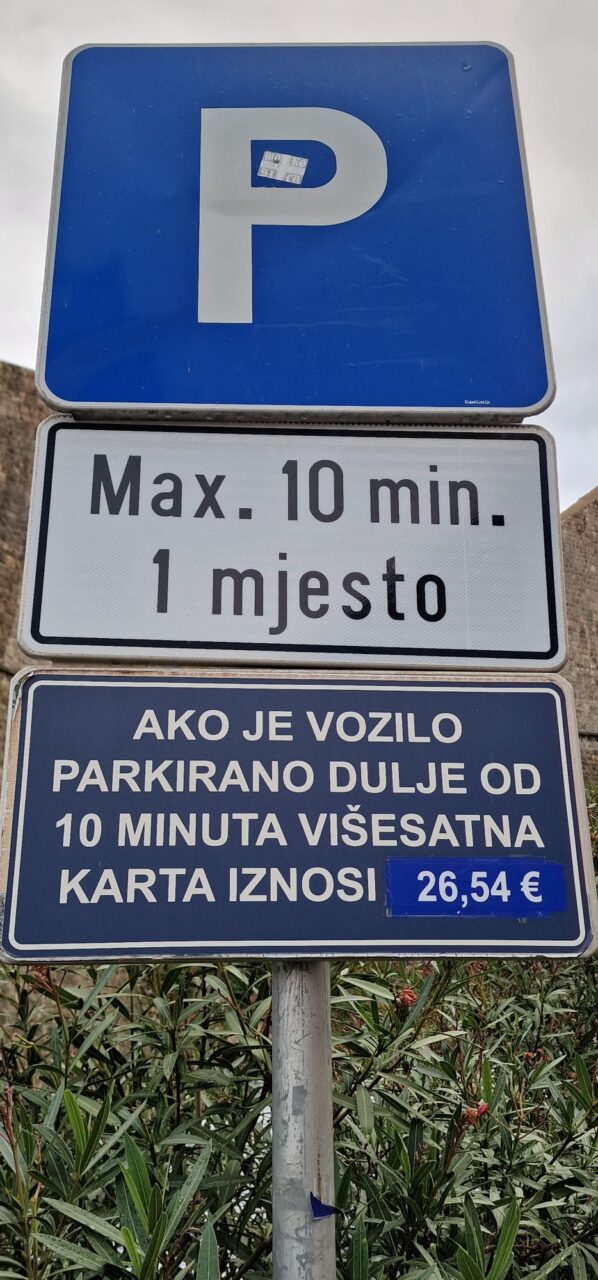 P
Max. 10 min.
1 mjesto
AKO JE VOZILO
PARKIRANO DULJE OD
10 MINUTA VIŠESATNA
KARTA IZNOSI 26,54 €